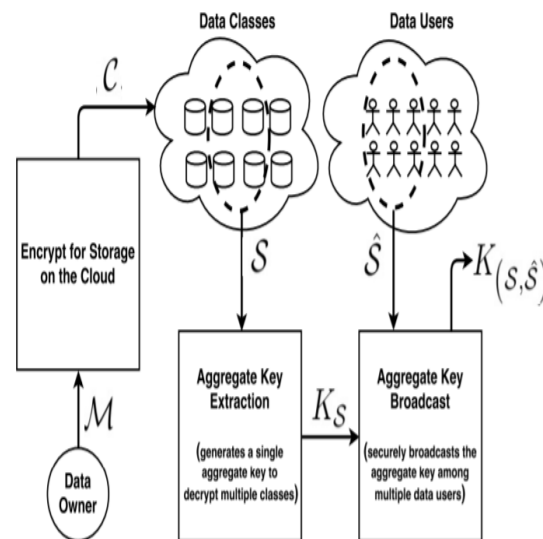 Data Classes
Data Users
C
Encrypt for Storage
on the Cloud
S
Ŝ
K(S,Ŝ)
Aggregate Key
Extraction
(generates a single
aggregate key to
decrypt multiple classes)
K_S
Aggregate Key
Broadcast
(securely broadcasts the
aggregate key among
multiple data users)
M
Data
Owner